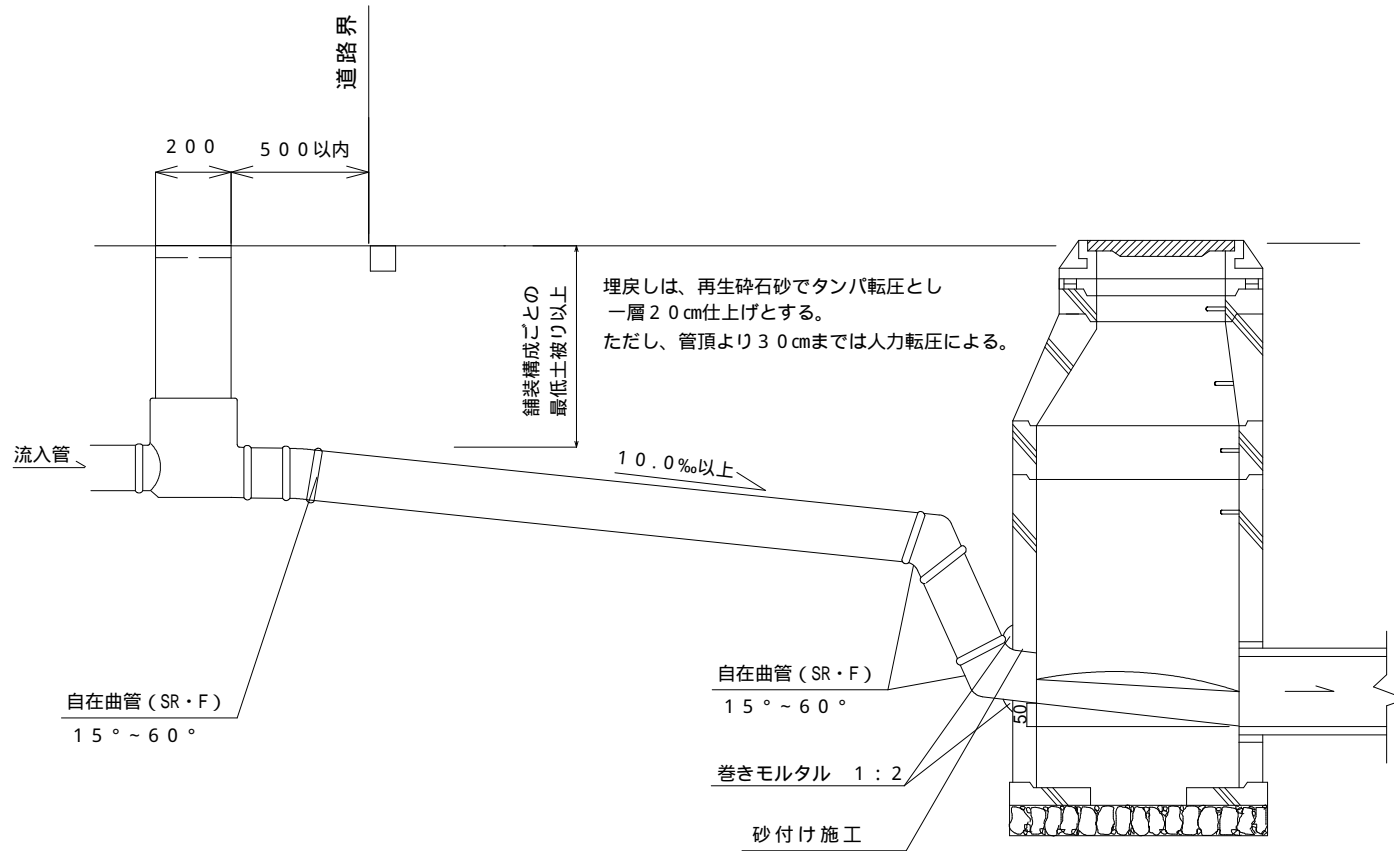 道路界
２００
５００以内
舗装構成ごとの
最低土被り以上
埋戻しは、再生砕石砂でタンパ転圧とし
一層２０㎝仕上げとする。
ただし、管頂より３０㎝までは人力転圧による。
流入管
１０.０‰以上
自在曲管（SR・F）
１５°~６０°
自在曲管（SR・F）
１５°~６０°
50
巻きモルタル　１：２
砂付け施工